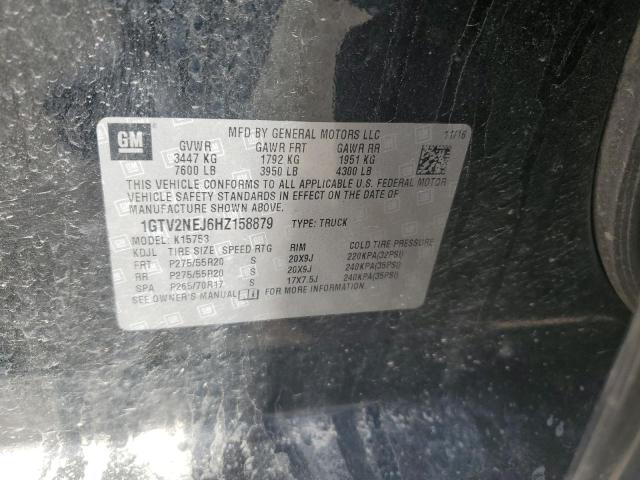 GM
MFD BY GENERAL MOTORS LLC 11/16
GVWR GAWR FRT GAWR RR
3447 KG 1792 KG 1951 KG
7600 LB 3950 LB 4300 LB
THIS VEHICLE CONFORMS TO ALL APPLICABLE U.S. FEDERAL MOTOR
VEHICLE SAFETY STANDARDS IN EFFECT ON THE DATE OF
MANUFACTURE SHOWN ABOVE.
1GTV2NEJ6HZ158879 TYPE: TRUCK
MODEL: K15753
KDJL TIRE SIZE SPEED RTG RIM COLD TIRE PRESSURE
FRT P275/55R20 S 20X9J 220KPA(32PSI)
RR P275/55R20 S 20X9J 240KPA(35PSI)
SPA P265/70R17 S 17X7.5J 240KPA(35PSI)
SEE OWNER'S MANUAL FOR MORE INFORMATION